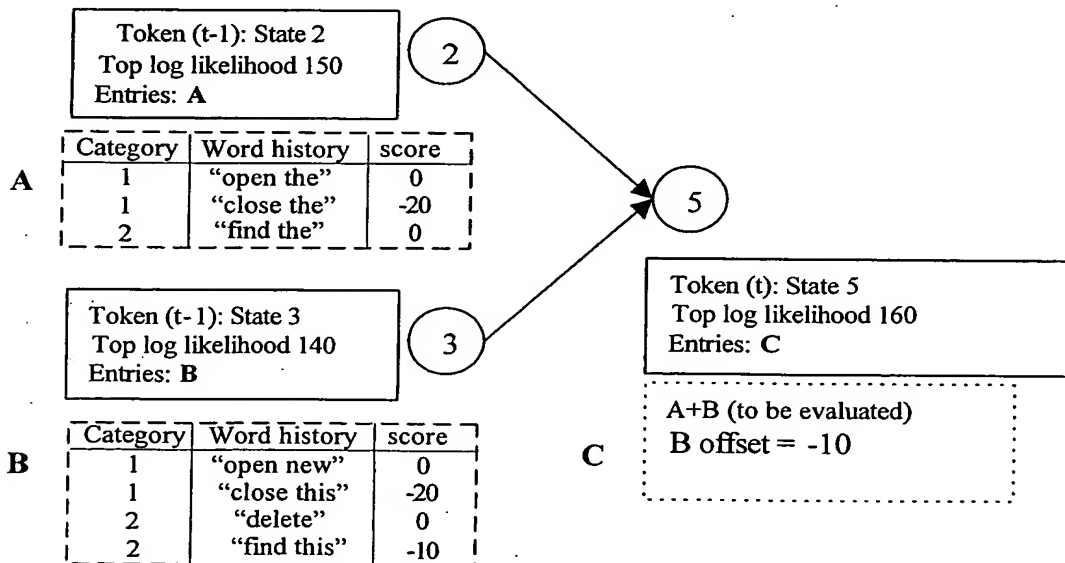 Token (t-1): State 2
Top log likelihood 150
Entries: A
2
A
Category Word history score
1 “open the” 0
1 “close the” -20
2 “find the” 0
5
Token (t-1): State 3
Top log likelihood 140
Entries: B
3
Token (t): State 5
Top log likelihood 160
Entries: C
B
Category Word history score
1 “open new” 0
1 “close this” -20
2 “delete” 0
2 “find this” -10
C
A+B (to be evaluated)
B offset = -10